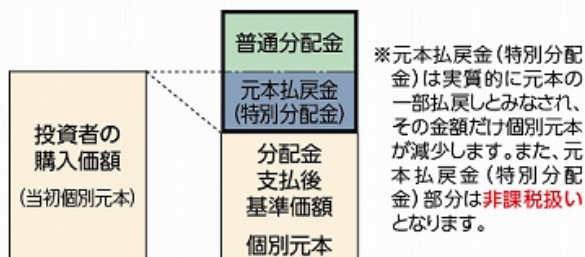 投資者の
購入価額
(当初個別元本)
普通分配金
元本払戻金
(特別分配金)
分配金
支払後
基準価額
個別元本
※元本払戻金(特別分配
金)は実質的に元本の
一部払戻しとみなされ、
その金額だけ個別元本
が減少します。また、元
本払戻金(特別分配
金)部分は非課税扱い
となります。